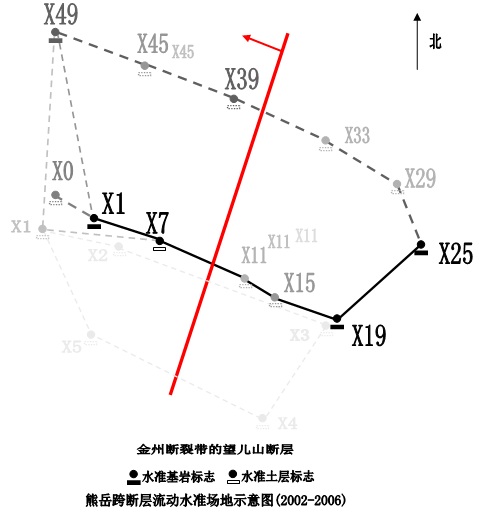 X49
X45 X45
北
X39
X33
X0
X29
X1
X1
X7
X2
X11 X11 X11
X25
X15
X19
X3
X5
X4
金州断裂带的望儿山断层
水准基岩标志 水准土层标志
熊岳跨断层流动水准场地示意图(2002-2006)